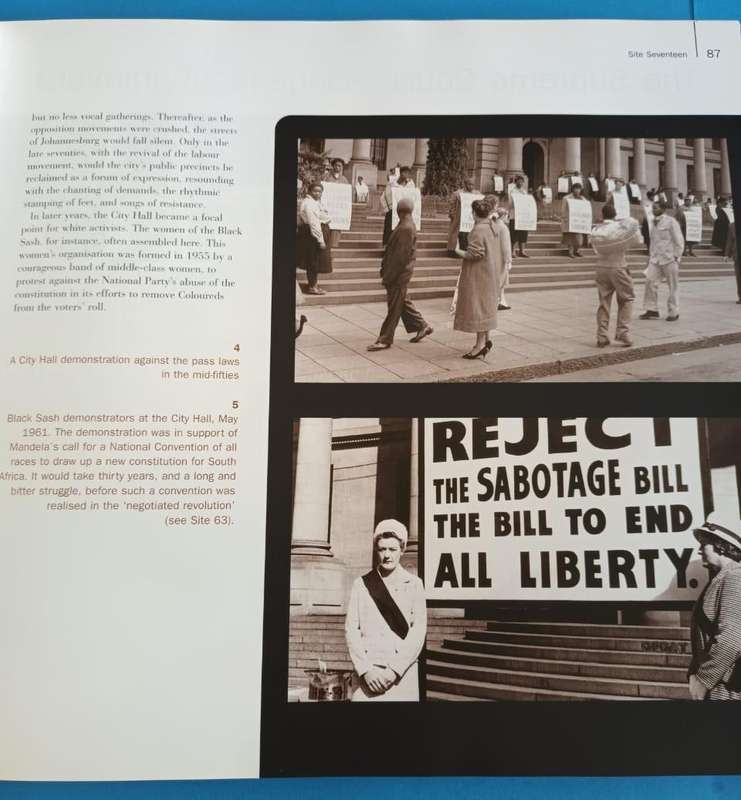 Site Seventeen 87
but no less vocal gatherings. Thereafter, as the
opposition movements were crushed, the streets
of Johannesburg would fall silent. Only in the
late seventies, with the revival of the labour
movement, would the city's public precincts be
reclaimed as a forum of expression, resounding
with the chanting of demands, the rhythmic
stamping of feet, and songs of resistance.
In later years, the City Hall became a focal
point for white activists. The women of the Black
Sash, for instance, often assembled here. This
women's organisation was formed in 1955 by a
courageous band of middle-class women, to
protest against the National Party's abuse of the
constitution in its efforts to remove Coloureds
from the voters' roll.
4
A City Hall demonstration against the pass laws
in the mid-fifties
5
Black Sash demonstrators at the City Hall, May
1961. The demonstration was in support of
Mandela's call for a National Convention of all
races to draw up a new constitution for South
Africa. It would take thirty years, and a long and
bitter struggle, before such a convention was
realised in the 'negotiated revolution'
(see Site 63).
REJECT
THE SABOTAGE BILL
THE BILL TO END
ALL LIBERTY.